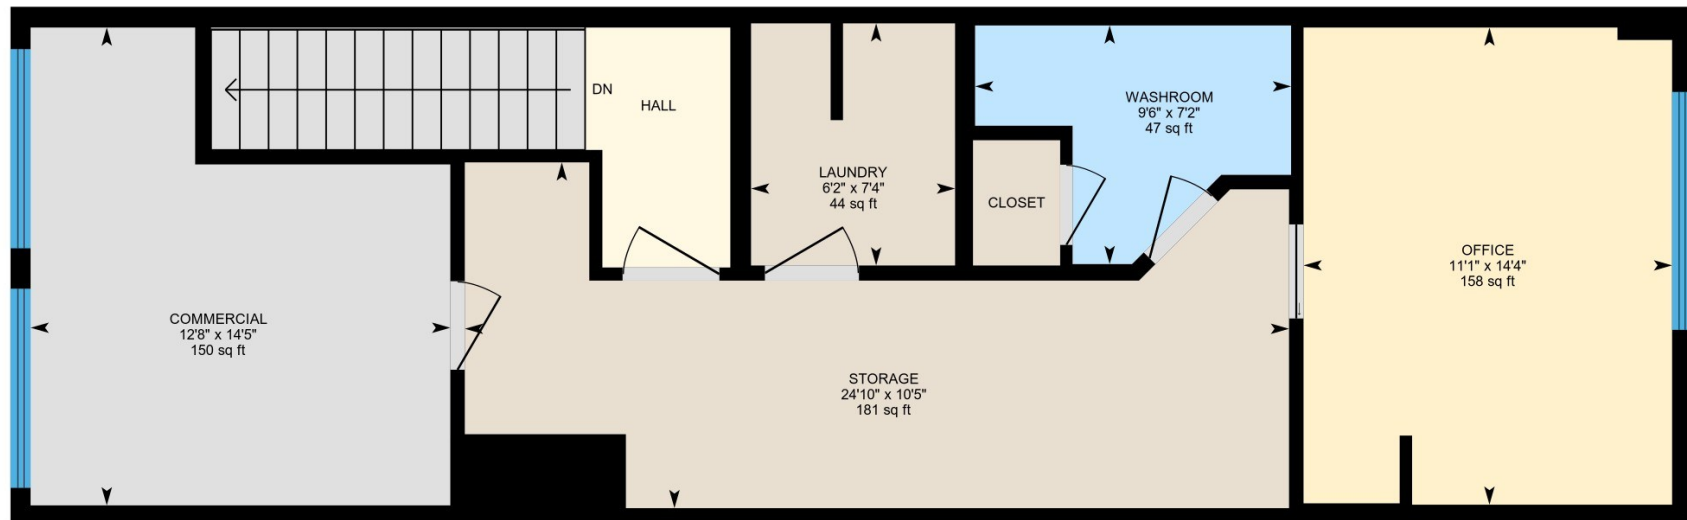 DN
HALL
WASHROOM
9'6" x 7'2"
47 sq ft
LAUNDRY
6'2" x 7'4"
44 sq ft
CLOSET
OFFICE
11'1" x 14'4"
158 sq ft
COMMERCIAL
12'8" x 14'5"
150 sq ft
STORAGE
24'10" x 10'5"
181 sq ft